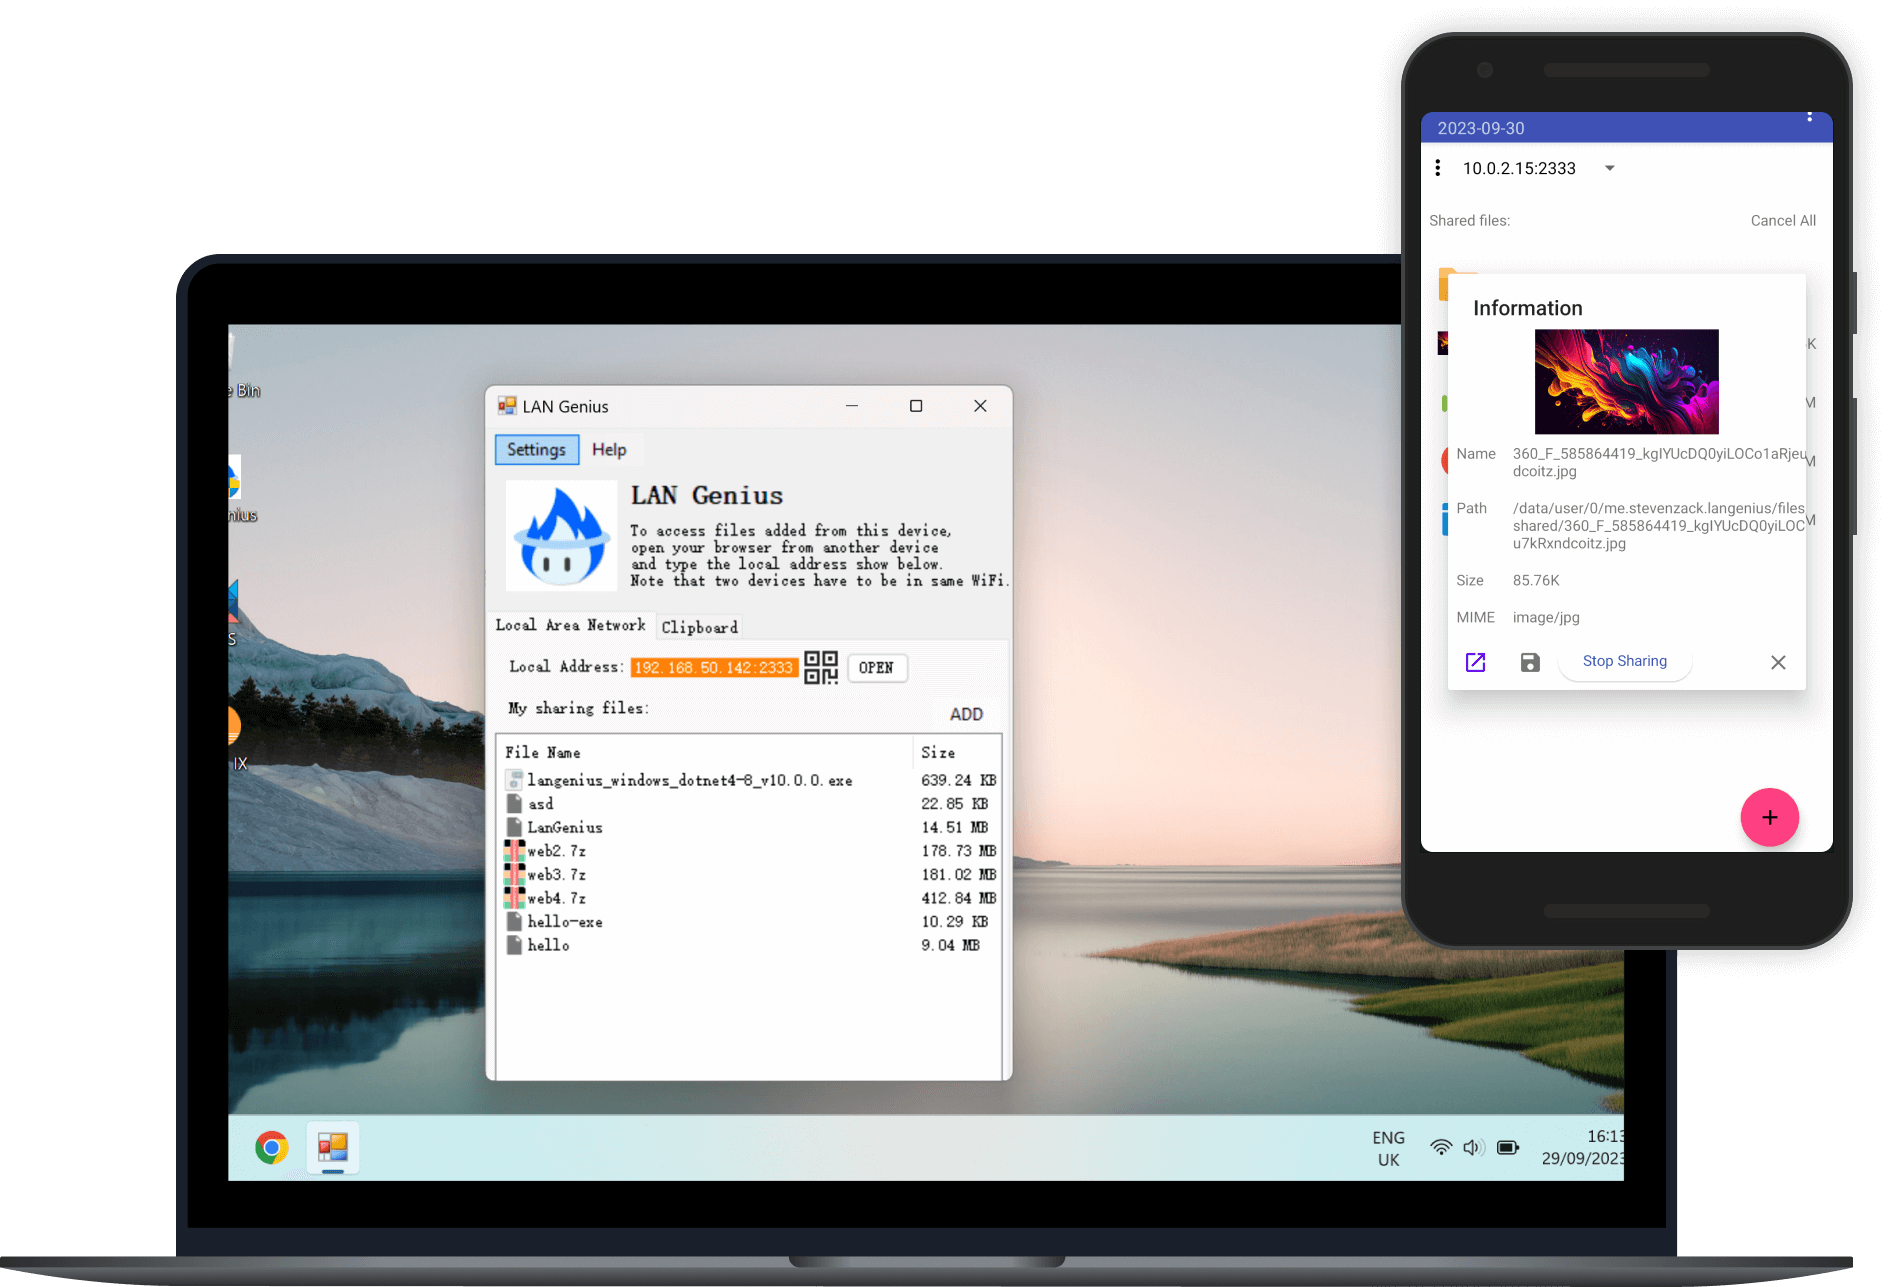 2023-09-30
10.0.2.15:2333
Shared files:
Cancel All
Information
K
M
Name 360_F_585864419_kgIYUcDQ0yiLOCo1aRjeu
dcoitz.jpg
M
Path /data/user/0/me.stevenzack.langenius/files
shared/360_F_585864419_kgIYUcDQ0yiLOC
u7kRxndcoitz.jpg
M
Size 85.76K
MIME image/jpg
Stop Sharing
e Bin
nius
S
IX
LAN Genius
Settings Help
LAN Genius
To access files added from this device,
open your browser from another device
and type the local address show below.
Note that two devices have to be in same WiFi.
Local Area Network Clipboard
Local Address: 192.168.50.142:2333 OPEN
My sharing files:
ADD
File Name Size
langenius_windows_dotnet4-8_v10.0.0.exe 639.24 KB
asd 22.85 KB
LanGenius 14.51 MB
web2.7z 178.73 MB
web3.7z 181.02 MB
web4.7z 412.84 MB
hello-exe 10.29 KB
hello 9.04 MB
ENG
UK
16:13
29/09/2023